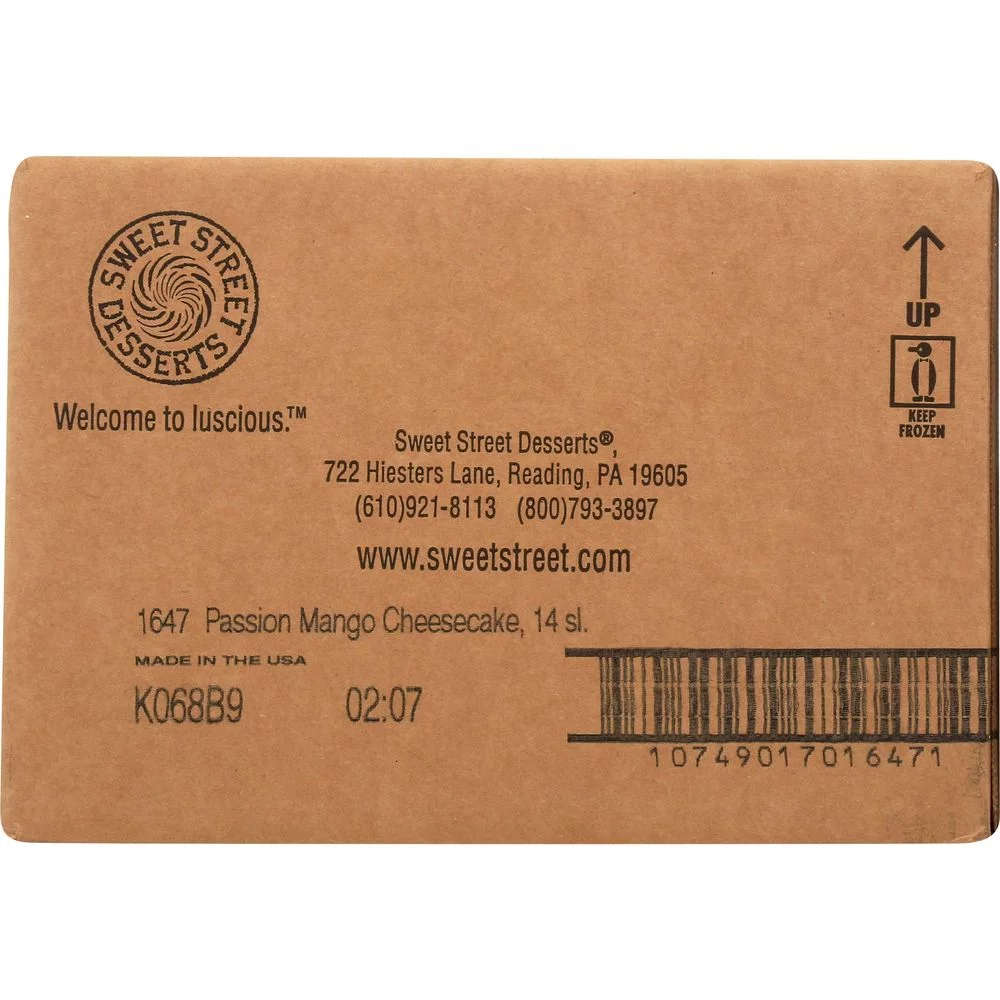 SWEET STREET
DESSERTS
Welcome to luscious.™
UP
KEEP
FROZEN
Sweet Street Desserts®,
722 Hiesters Lane, Reading, PA 19605
(610)921-8113 (800)793-3897
www.sweetstreet.com
1647 Passion Mango Cheesecake, 14 sl.
MADE IN THE USA
K068B9 02:07
10749017016471